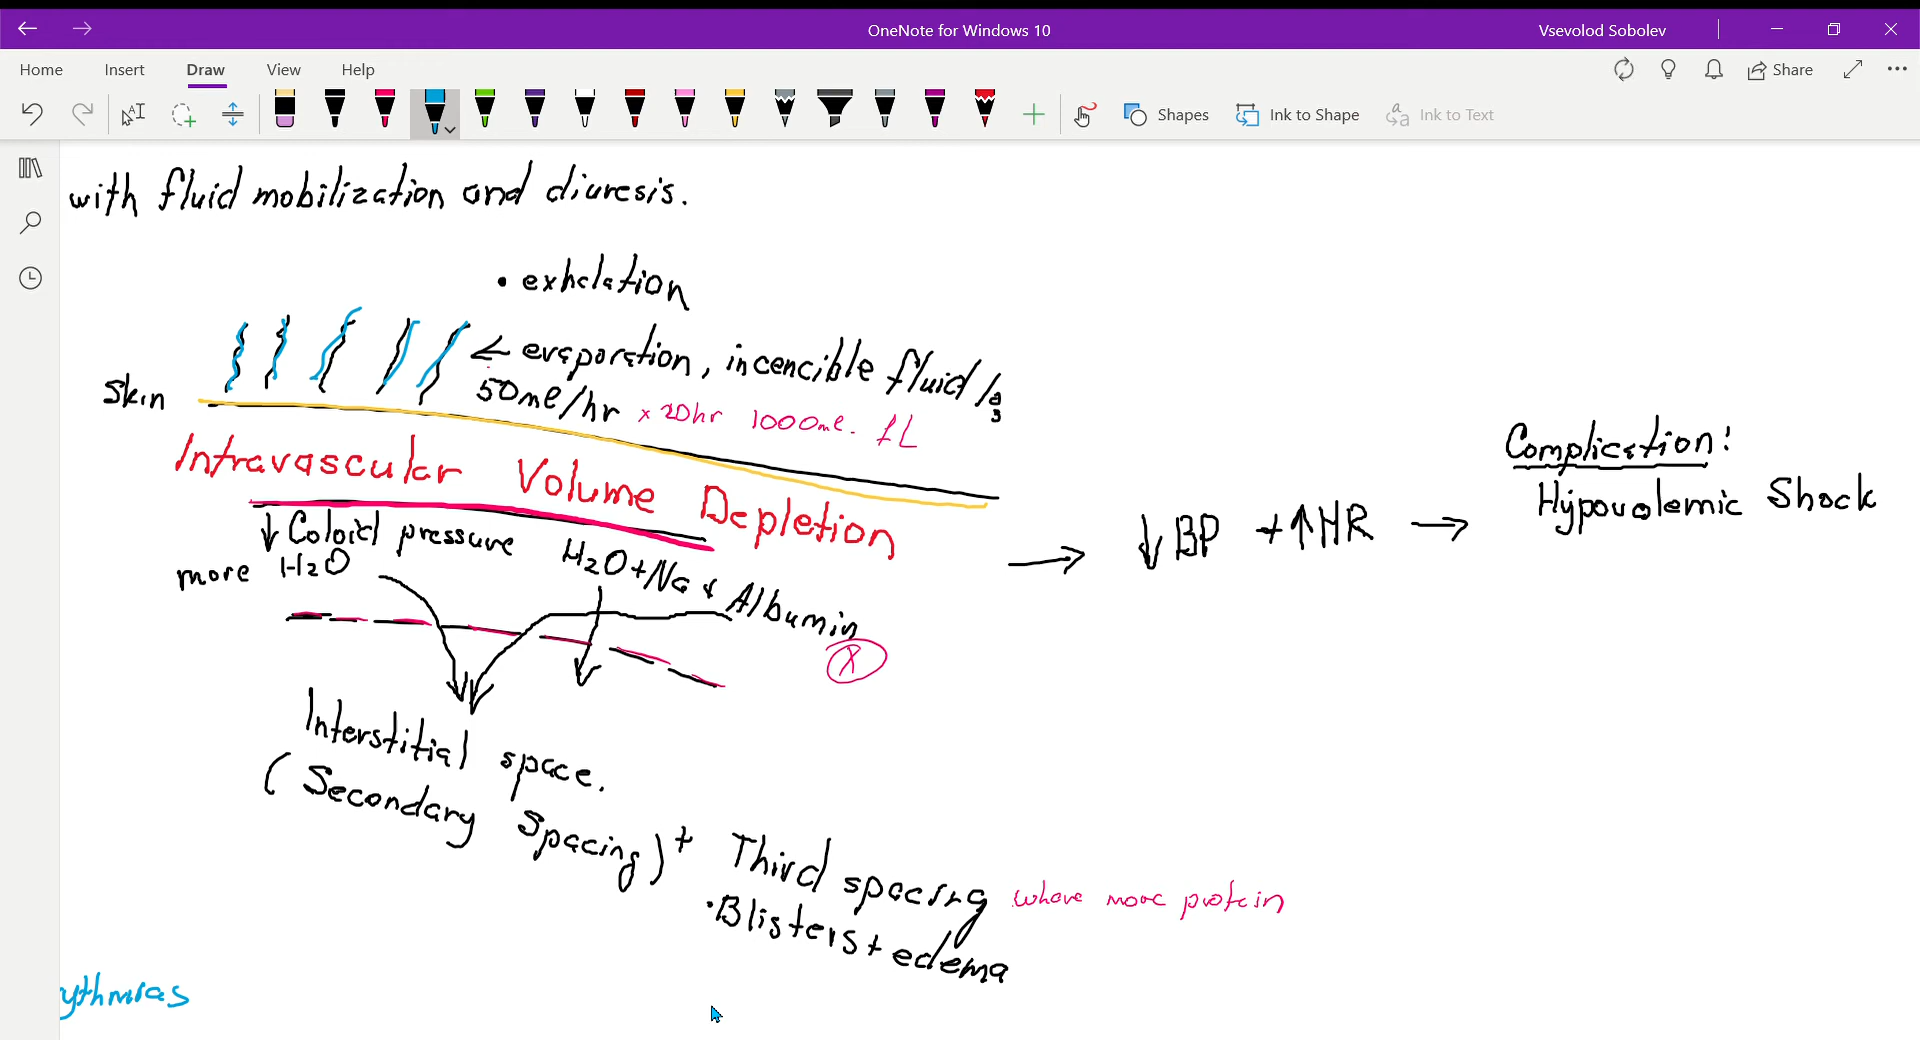 OneNote for Windows 10
Vsevolod Sobolev
Home Insert Draw View Help
Share
Shapes Ink to Shape Ink to Text
with fluid mobilization and diuresis.
• exhalation
← evaporation, incencible fluid
skin
50ml/hr x 20hr 1000ml. 1L
Intravascular Volume Depletion
↓ Coloid pressure
more H2O
H2O + Na + Albumin
X
→ ↓ BP + ↑ HR →
Complication:
Hypovolemic Shock
Interstitial space.
(Secondary Spacing) + Third spacing where more protein
• Blisters + edema
ythmias